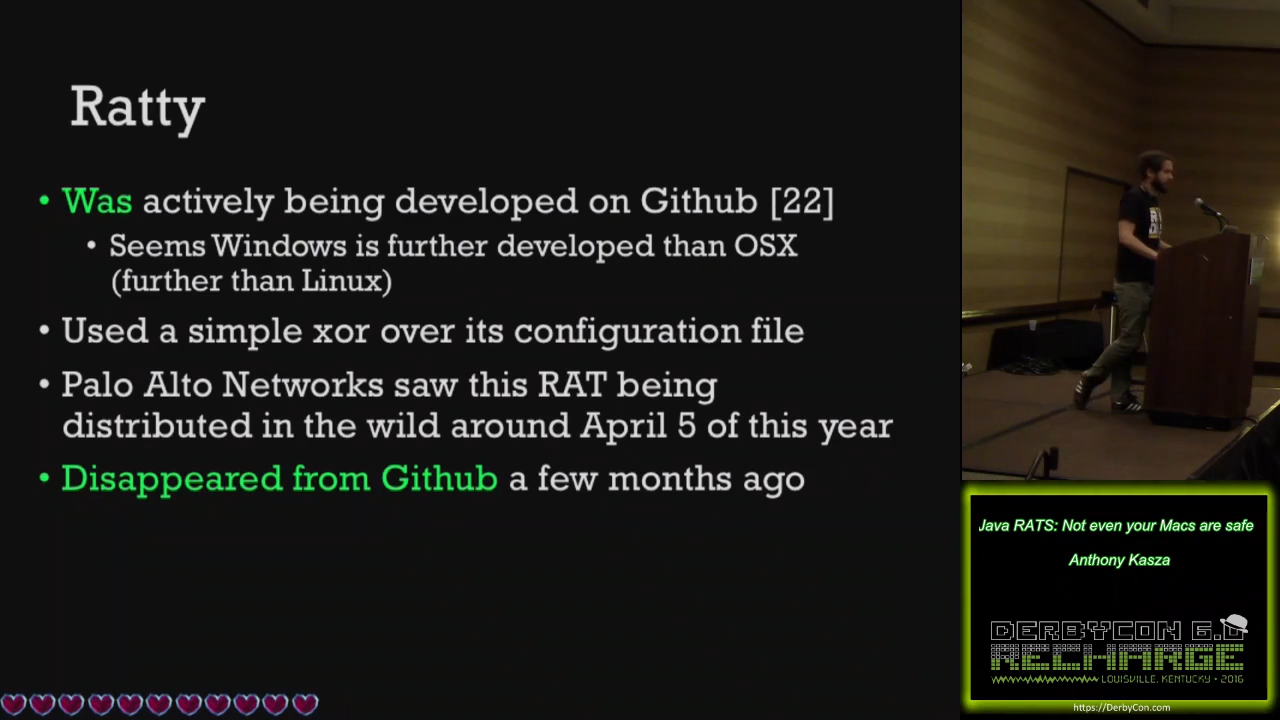 Ratty
• Was actively being developed on Github [22]
• Seems Windows is further developed than OSX
(further than Linux)
• Used a simple xor over its configuration file
• Palo Alto Networks saw this RAT being
distributed in the wild around April 5 of this year
• Disappeared from Github a few months ago
Java RATS: Not even your Macs are safe
Anthony Kasza
DERBYCON 6.0
RECHARGE
LOUISVILLE, KENTUCKY • 2016
https://DerbyCon.com